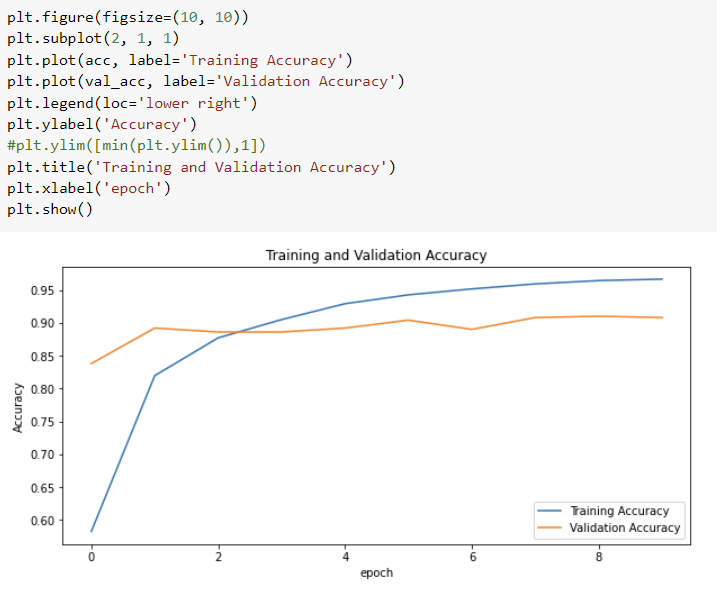 plt.figure(figsize=(10, 10))
plt.subplot(2, 1, 1)
plt.plot(acc, label='Training Accuracy')
plt.plot(val_acc, label='Validation Accuracy')
plt.legend(loc='lower right')
plt.ylabel('Accuracy')
#plt.ylim([min(plt.ylim()),1])
plt.title('Training and Validation Accuracy')
plt.xlabel('epoch')
plt.show()
Training and Validation Accuracy
0.95
0.90
0.85
0.80
0.75
0.70
0.65
0.60
Accuracy
Training Accuracy
Validation Accuracy
0 2 4 6 8
epoch